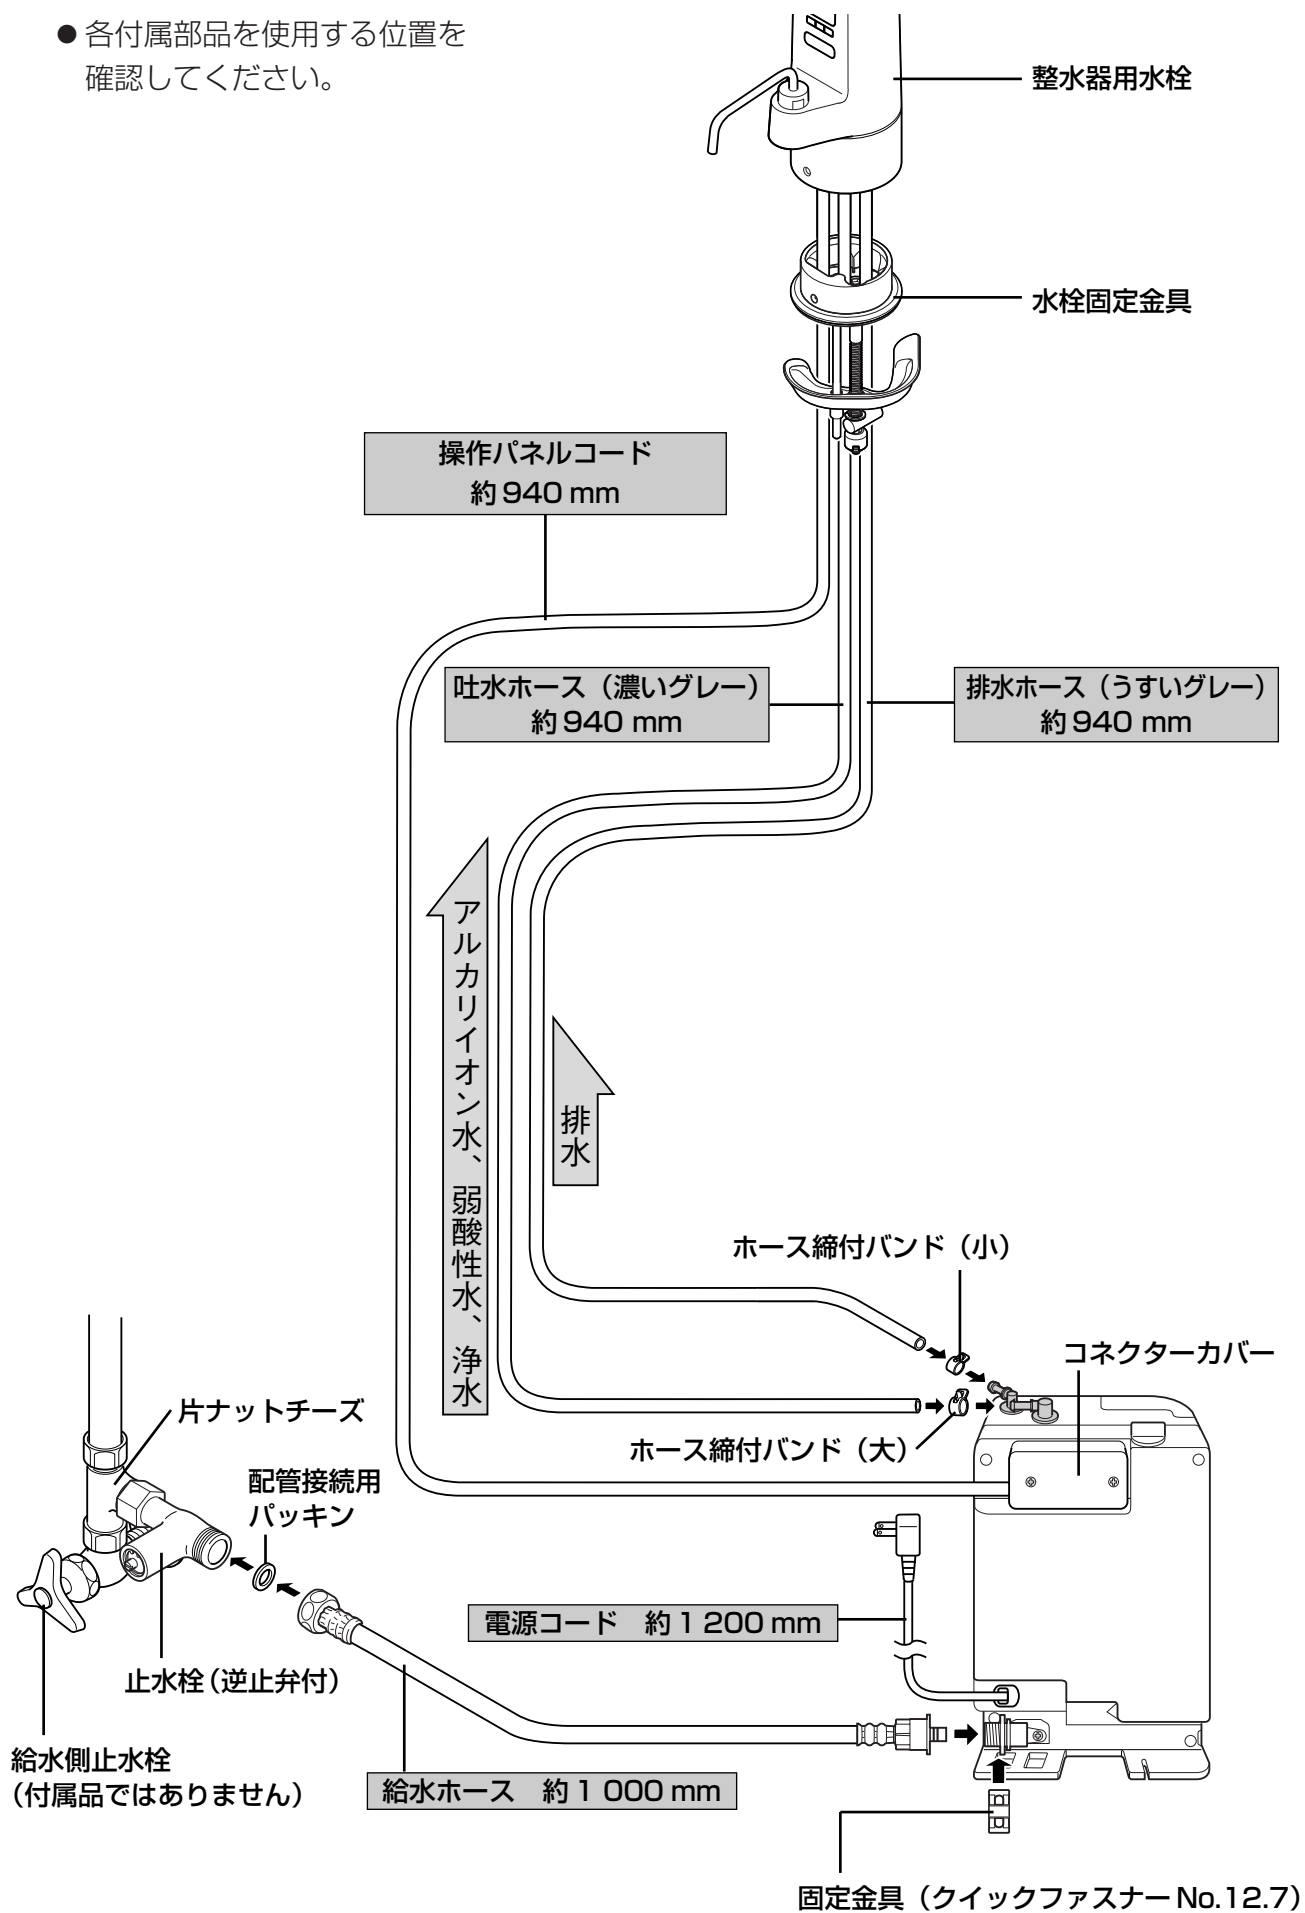 ● 各付属部品を使用する位置を
確認してください。
整水器用水栓
水栓固定金具
操作パネルコード
約940 mm
吐水ホース（濃いグレー）
約940 mm
排水ホース（うすいグレー）
約940 mm
アルカリイオン水、弱酸性水、浄水
排水
ホース締付バンド（小）
コネクターカバー
片ナットチーズ
ホース締付バンド（大）
配管接続用
パッキン
電源コード　約1 200 mm
止水栓（逆止弁付）
給水側止水栓
（付属品ではありません）
給水ホース　約1 000 mm
固定金具（クイックファスナー No.12.7）